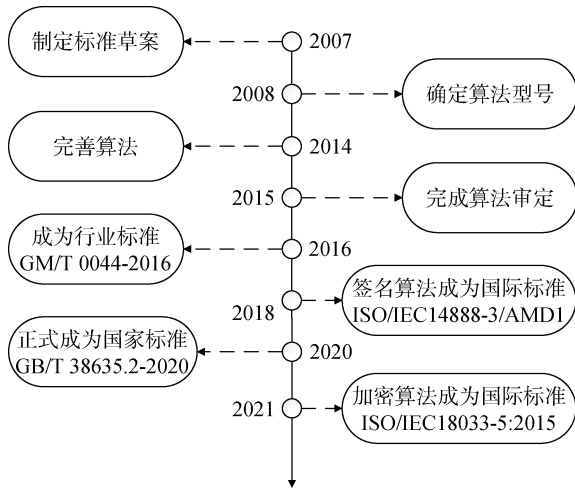 制定标准草案
2007
2008
确定算法型号
完善算法
2014
2015
完成算法审定
成为行业标准
GM/T 0044-2016
2016
2018
签名算法成为国际标准
ISO/IEC14888-3/AMD1
正式成为国家标准
GB/T 38635.2-2020
2020
2021
加密算法成为国际标准
ISO/IEC18033-5:2015